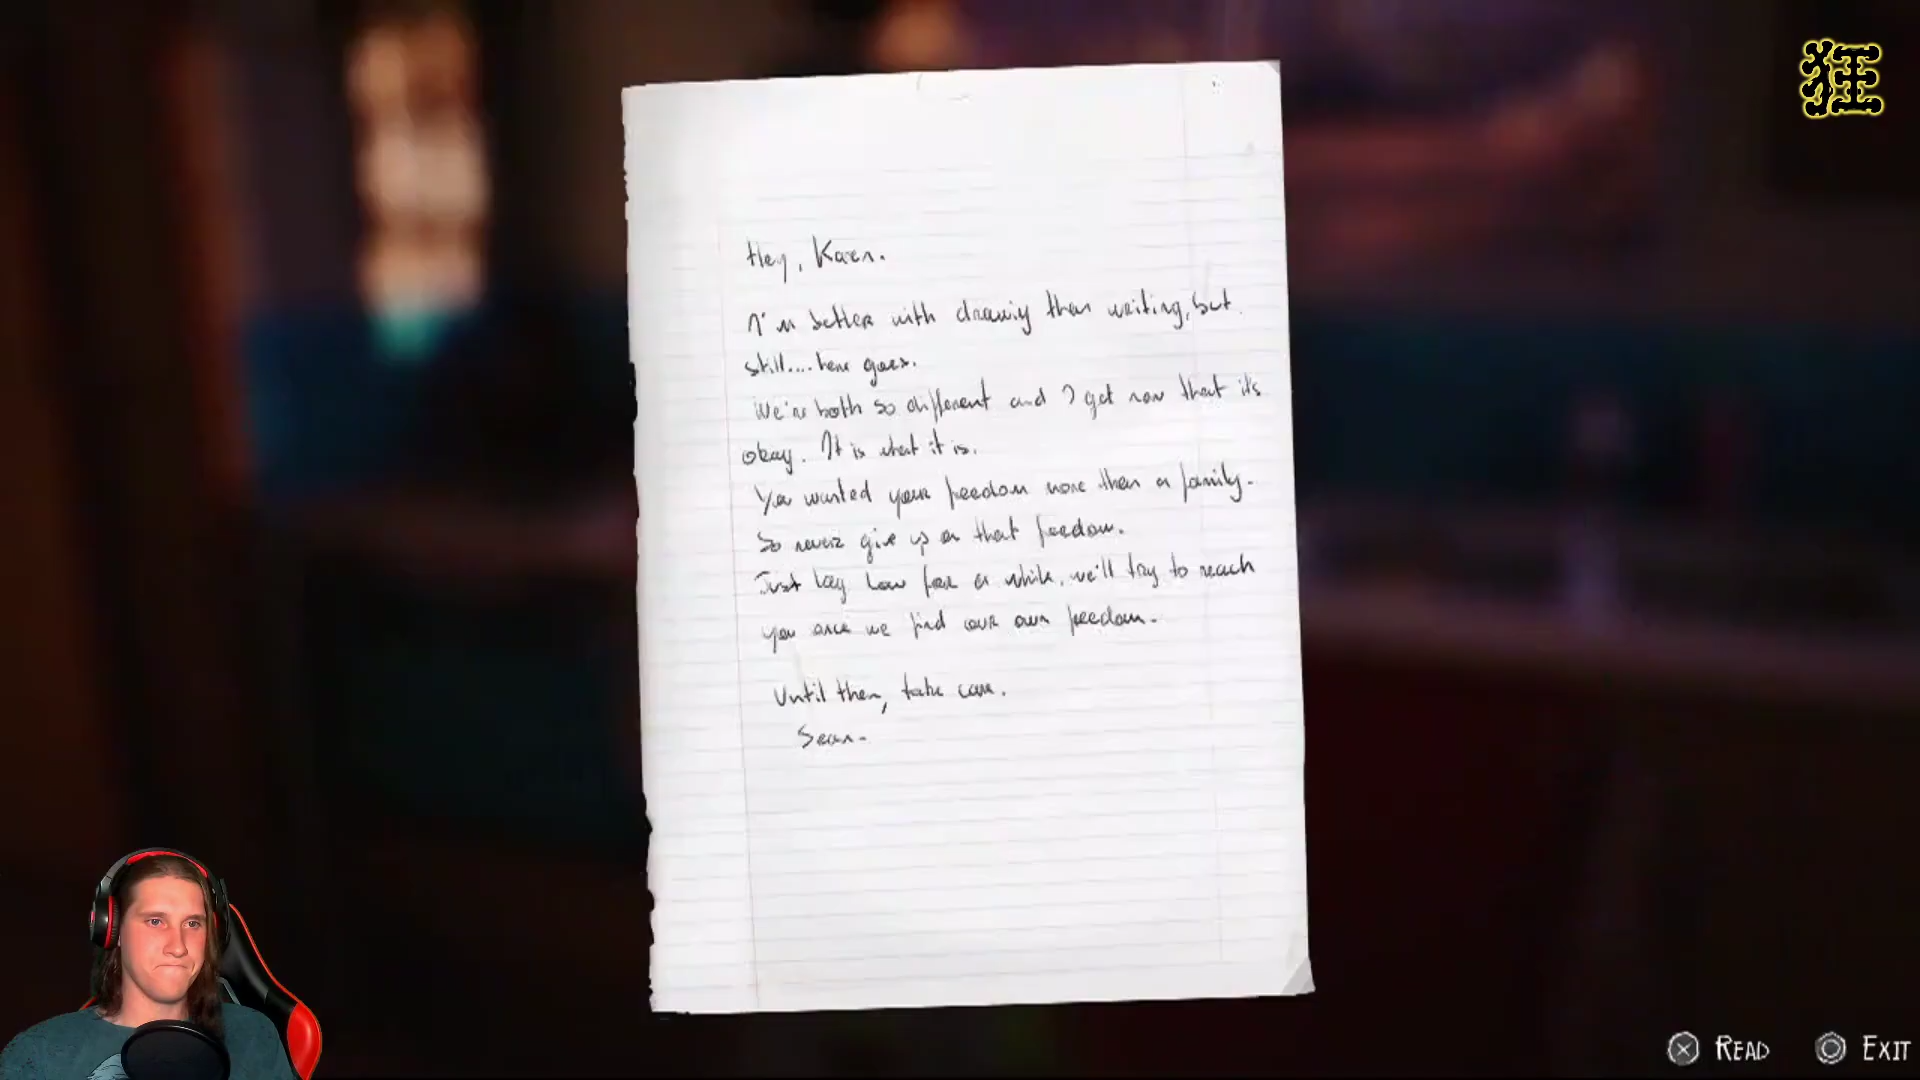 狂
Hey, Karen.
I'm better with drawing than writing, but
still.... here goes.
We're both so different and I get now that it's
okay. It is what it is.
You wanted your freedom more than a family.
So never give up on that freedom.
Just lay low for a while, we'll try to reach
you once we find our own freedom.
Until then, take care.
Sean.
READ EXIT